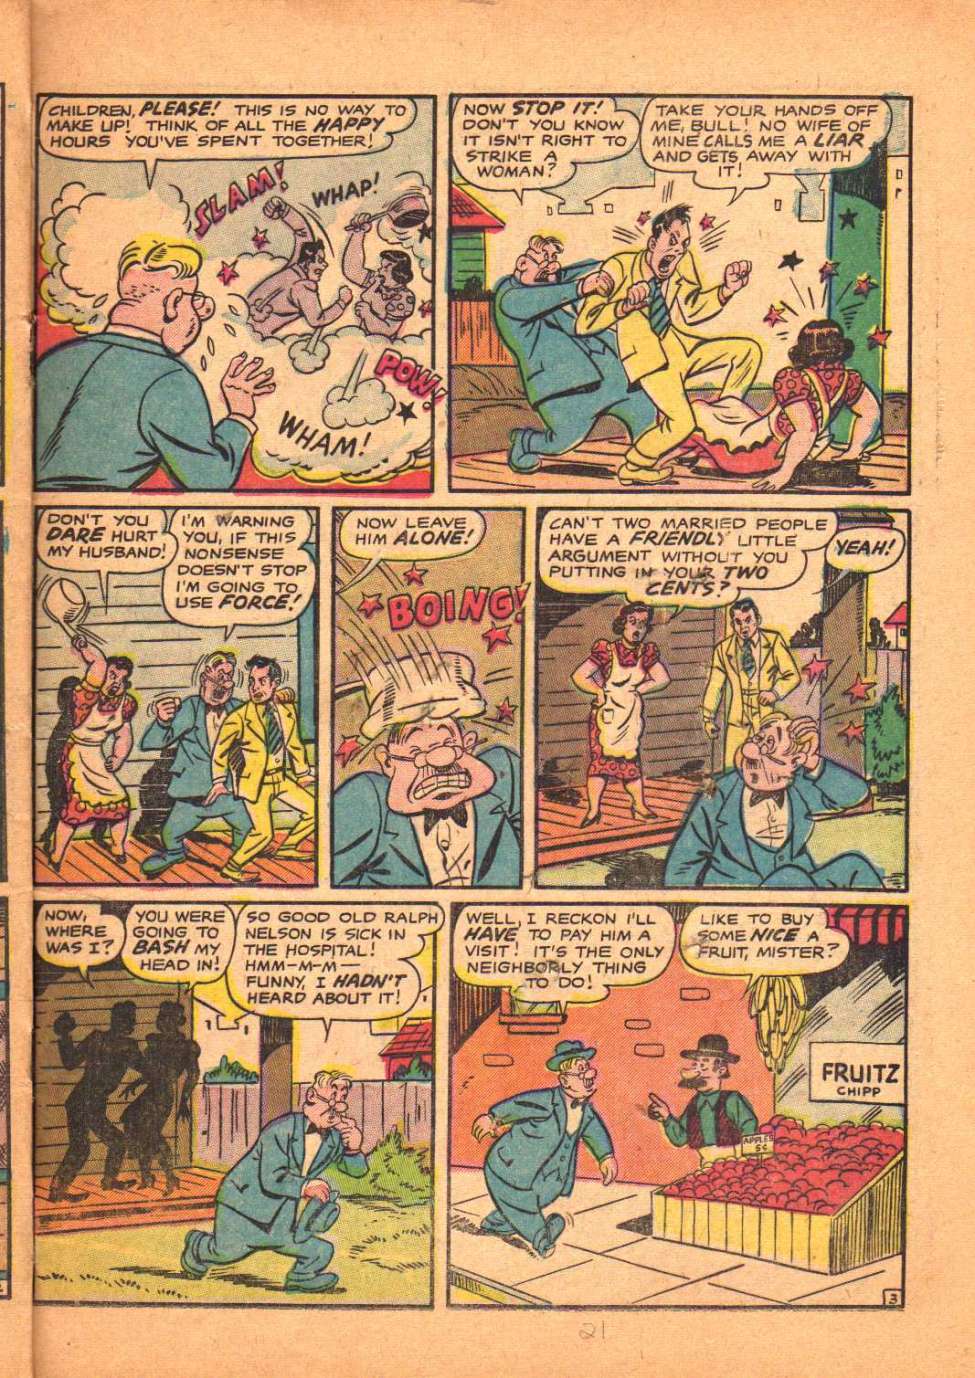 CHILDREN, PLEASE! THIS IS NO WAY TO
MAKE UP! THINK OF ALL THE HAPPY
HOURS YOU'VE SPENT TOGETHER!
SLAM!
WHAP!
POW!
WHAM!
NOW STOP IT!
DON'T YOU KNOW
IT ISN'T RIGHT TO
STRIKE A
WOMAN?
TAKE YOUR HANDS OFF
ME, BULL! NO WIFE OF
MINE CALLS ME A LIAR
AND GETS AWAY WITH
IT!
DON'T YOU
DARE HURT
MY HUSBAND!
I'M WARNING
YOU, IF THIS
NONSENSE
DOESN'T STOP
I'M GOING TO
USE FORCE!
NOW LEAVE
HIM ALONE!
BOING!
CAN'T TWO MARRIED PEOPLE
HAVE A FRIENDLY LITTLE
ARGUMENT WITHOUT YOU
PUTTING IN YOUR TWO
CENTS?
YEAH!
NOW,
WHERE
WAS I?
YOU WERE
GOING TO
BASH MY
HEAD IN!
SO GOOD OLD RALPH
NELSON IS SICK IN
THE HOSPITAL!
HMM-M-M—
FUNNY, I HADN'T
HEARD ABOUT IT!
WELL, I RECKON I'LL
HAVE TO PAY HIM A
VISIT! IT'S THE ONLY
NEIGHBORLY THING
TO DO!
LIKE TO BUY
SOME NICE A
FRUIT, MISTER?
FRUITZ
CHIPP
APPLES
5¢
3
21